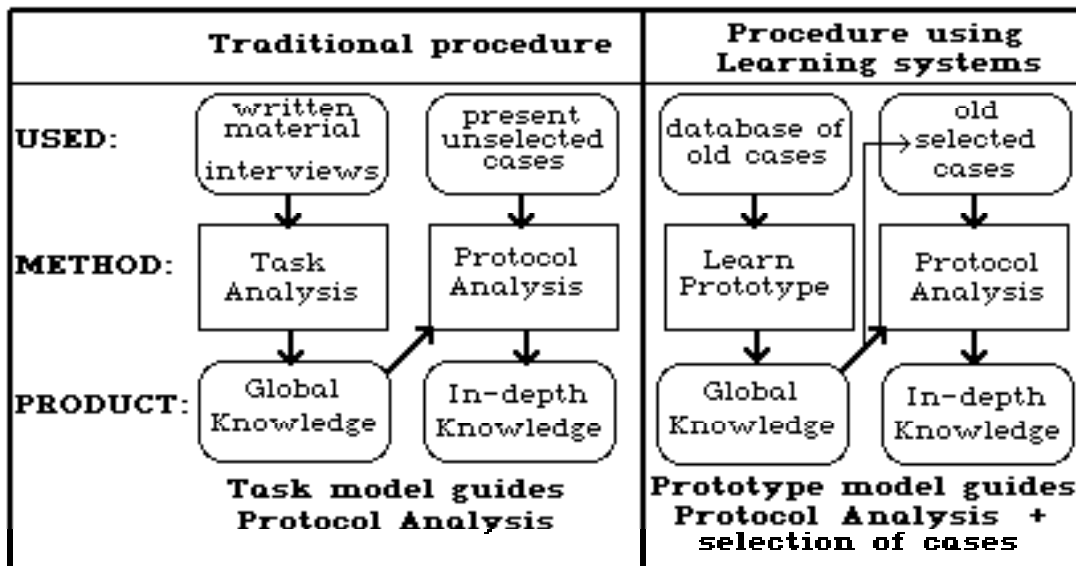 Traditional procedure
Procedure using
Learning systems
USED:
written
material
interviews
present
unselected
cases
database of
old cases
old
selected
cases
METHOD:
Task
Analysis
Protocol
Analysis
Learn
Prototype
Protocol
Analysis
PRODUCT:
Global
Knowledge
In-depth
Knowledge
Global
Knowledge
In-depth
Knowledge
Task model guides
Protocol Analysis
Prototype model guides
Protocol Analysis +
selection of cases